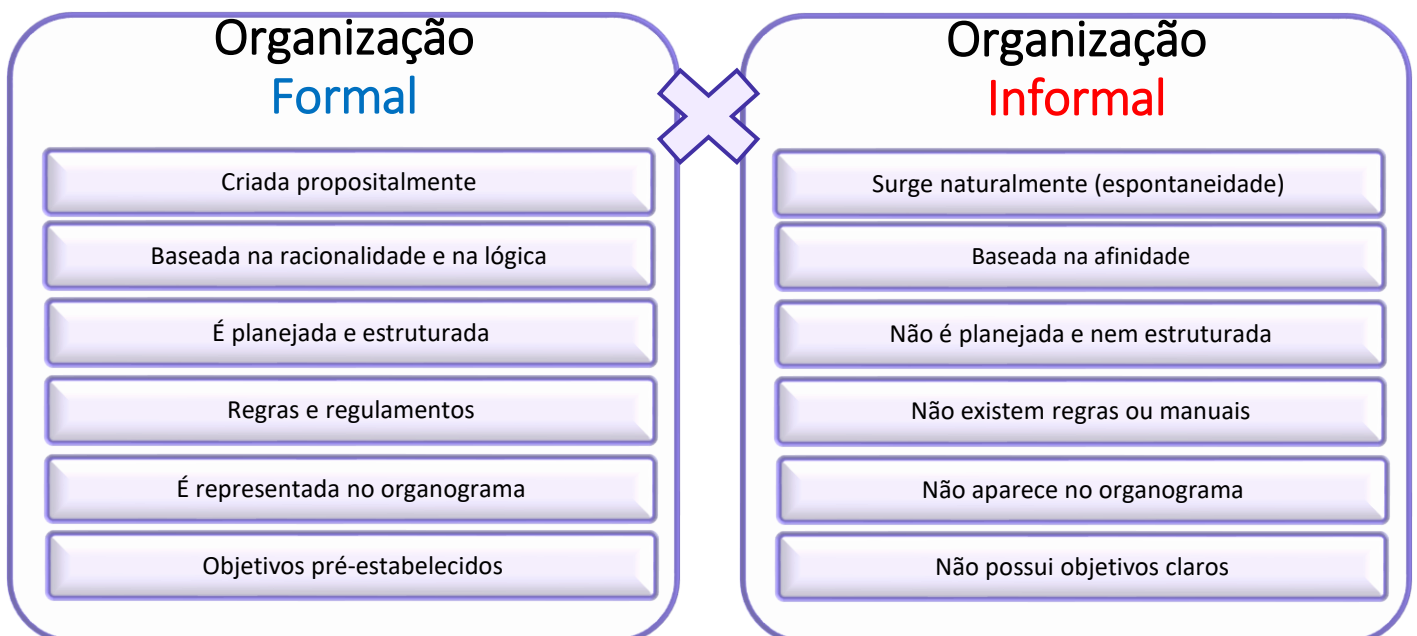 Organização
Formal
Criada propositalmente
Baseada na racionalidade e na lógica
É planejada e estruturada
Regras e regulamentos
É representada no organograma
Objetivos pré-estabelecidos
Organização
Informal
Surge naturalmente (espontaneidade)
Baseada na afinidade
Não é planejada e nem estruturada
Não existem regras ou manuais
Não aparece no organograma
Não possui objetivos claros